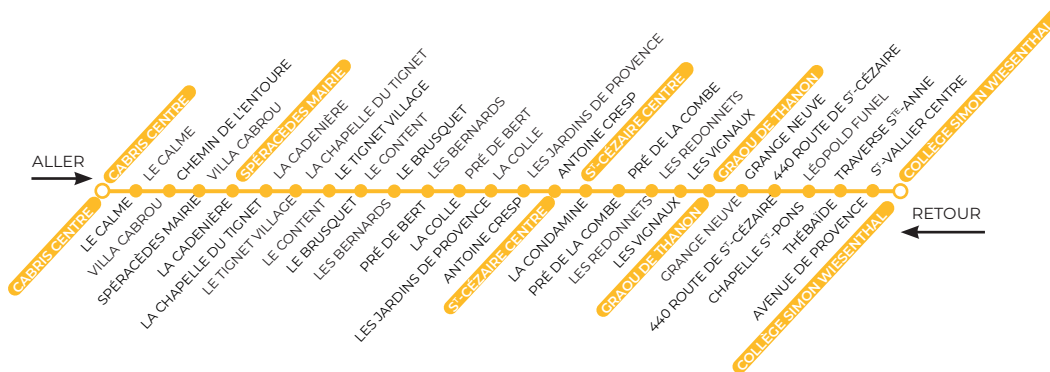 ALLER
CABRIS CENTRE
LE CALME
CHEMIN DE L'ENTOURE
VILLA CABROU
SPÉRACÈDES MAIRIE
LA CADENIÈRE
LA CHAPELLE DU TIGNET
LE TIGNET VILLAGE
LE CONTENT
LE BRUSQUET
LES BERNARDS
PRÉ DE BERT
LA COLLE
LES JARDINS DE PROVENCE
ANTOINE CRESP
ST-CÉZAIRE CENTRE
PRÉ DE LA COMBE
LES REDONNETS
LES VIGNAUX
GRAOU DE THANON
GRANGE NEUVE
440 ROUTE DE ST-CÉZAIRE
LÉOPOLD FUNEL
TRAVERSE STE-ANNE
ST-VALLIER CENTRE
COLLÈGE SIMON WIESENTHAL
RETOUR
CABRIS CENTRE
LE CALME
VILLA CABROU
SPÉRACÈDES MAIRIE
LA CADENIÈRE
LA CHAPELLE DU TIGNET
LE TIGNET VILLAGE
LE CONTENT
LE BRUSQUET
LES BERNARDS
PRÉ DE BERT
LA COLLE
LES JARDINS DE PROVENCE
ANTOINE CRESP
ST-CÉZAIRE CENTRE
LA CONDAMINE
PRÉ DE LA COMBE
LES REDONNETS
LES VIGNAUX
GRAOU DE THANON
GRANGE NEUVE
440 ROUTE DE ST-CÉZAIRE
CHAPELLE ST-PONS
THÉBAÏDE
AVENUE DE PROVENCE
COLLÈGE SIMON WIESENTHAL